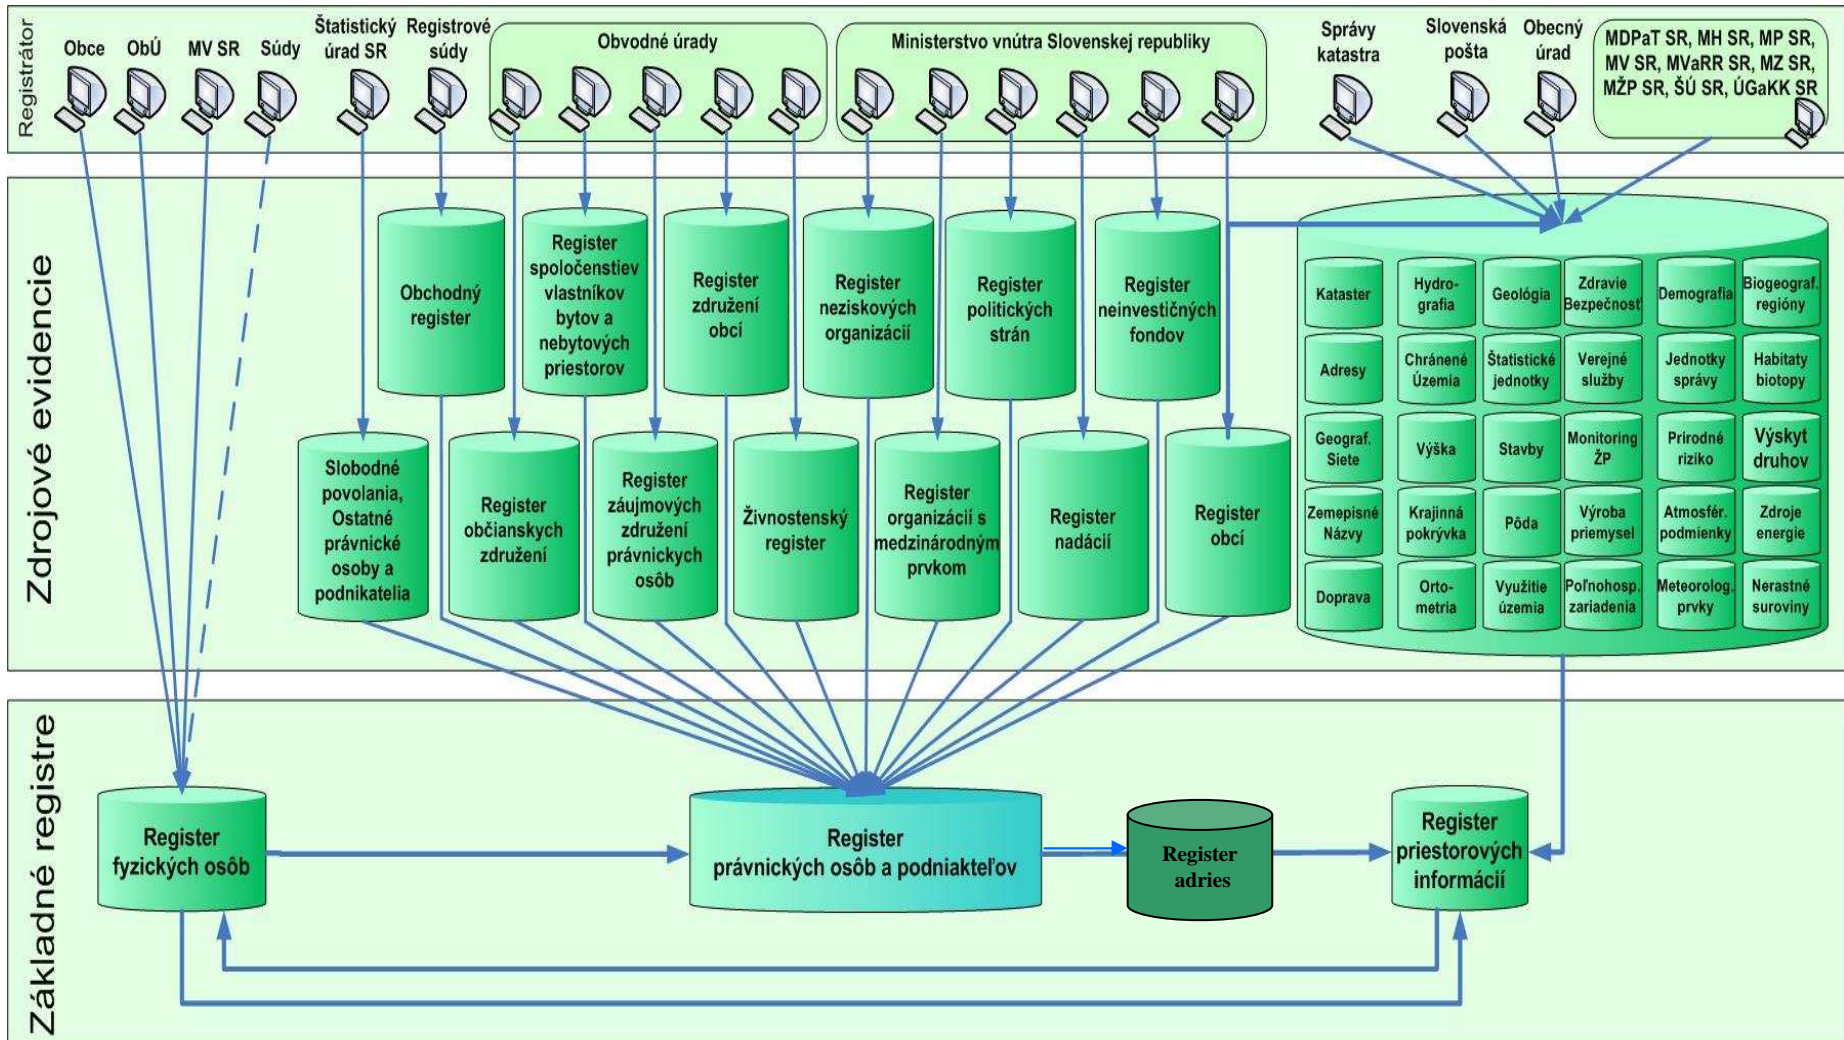 Registrátor
Obce
ObÚ
MV SR
Súdy
Štatistický
úrad SR
Registrové
súdy
Obvodné úrady
Ministerstvo vnútra Slovenskej republiky
Správy
katastra
Slovenská
pošta
Obecný
úrad
MDPaT SR, MH SR, MP SR,
MV SR, MVaRR SR, MZ SR,
MŽP SR, ŠÚ SR, ÚGaKK SR
Zdrojové evidencie
Obchodný
register
Register
spoločenstiev
vlastníkov
bytov a
nebytových
priestorov
Register
združení
obcí
Register
neziskových
organizácií
Register
politických
strán
Register
neinvestičných
fondov
Slobodné
povolania,
Ostatné
právnické
osoby a
podnikatelia
Register
občianskych
združení
Register
záujmových
združení
právnickych
osôb
Živnostenský
register
Register
organizácií s
medzinárodným
prvkom
Register
nadácií
Register
obcí
Kataster
Hydro-
grafia
Geológia
Zdravie
Bezpečnosť
Demografia
Biogeograf.
regióny
Adresy
Chránené
Územia
Štatistické
jednotky
Verejné
služby
Jednotky
správy
Habitaty
biotopy
Geograf.
Siete
Výška
Stavby
Monitoring
ŽP
Prírodné
riziko
Výskyt
druhov
Zemepisné
Názvy
Krajinná
pokrývka
Pôda
Výroba
priemysel
Atmosfér.
podmienky
Zdroje
energie
Doprava
Orto-
metria
Využitie
územia
Poľnohosp.
zariadenia
Meteorolog.
prvky
Nerastné
suroviny
Základné registre
Register
fyzických osôb
Register
právnických osôb a podniakteľov
Register
adries
Register
priestorových
informácií